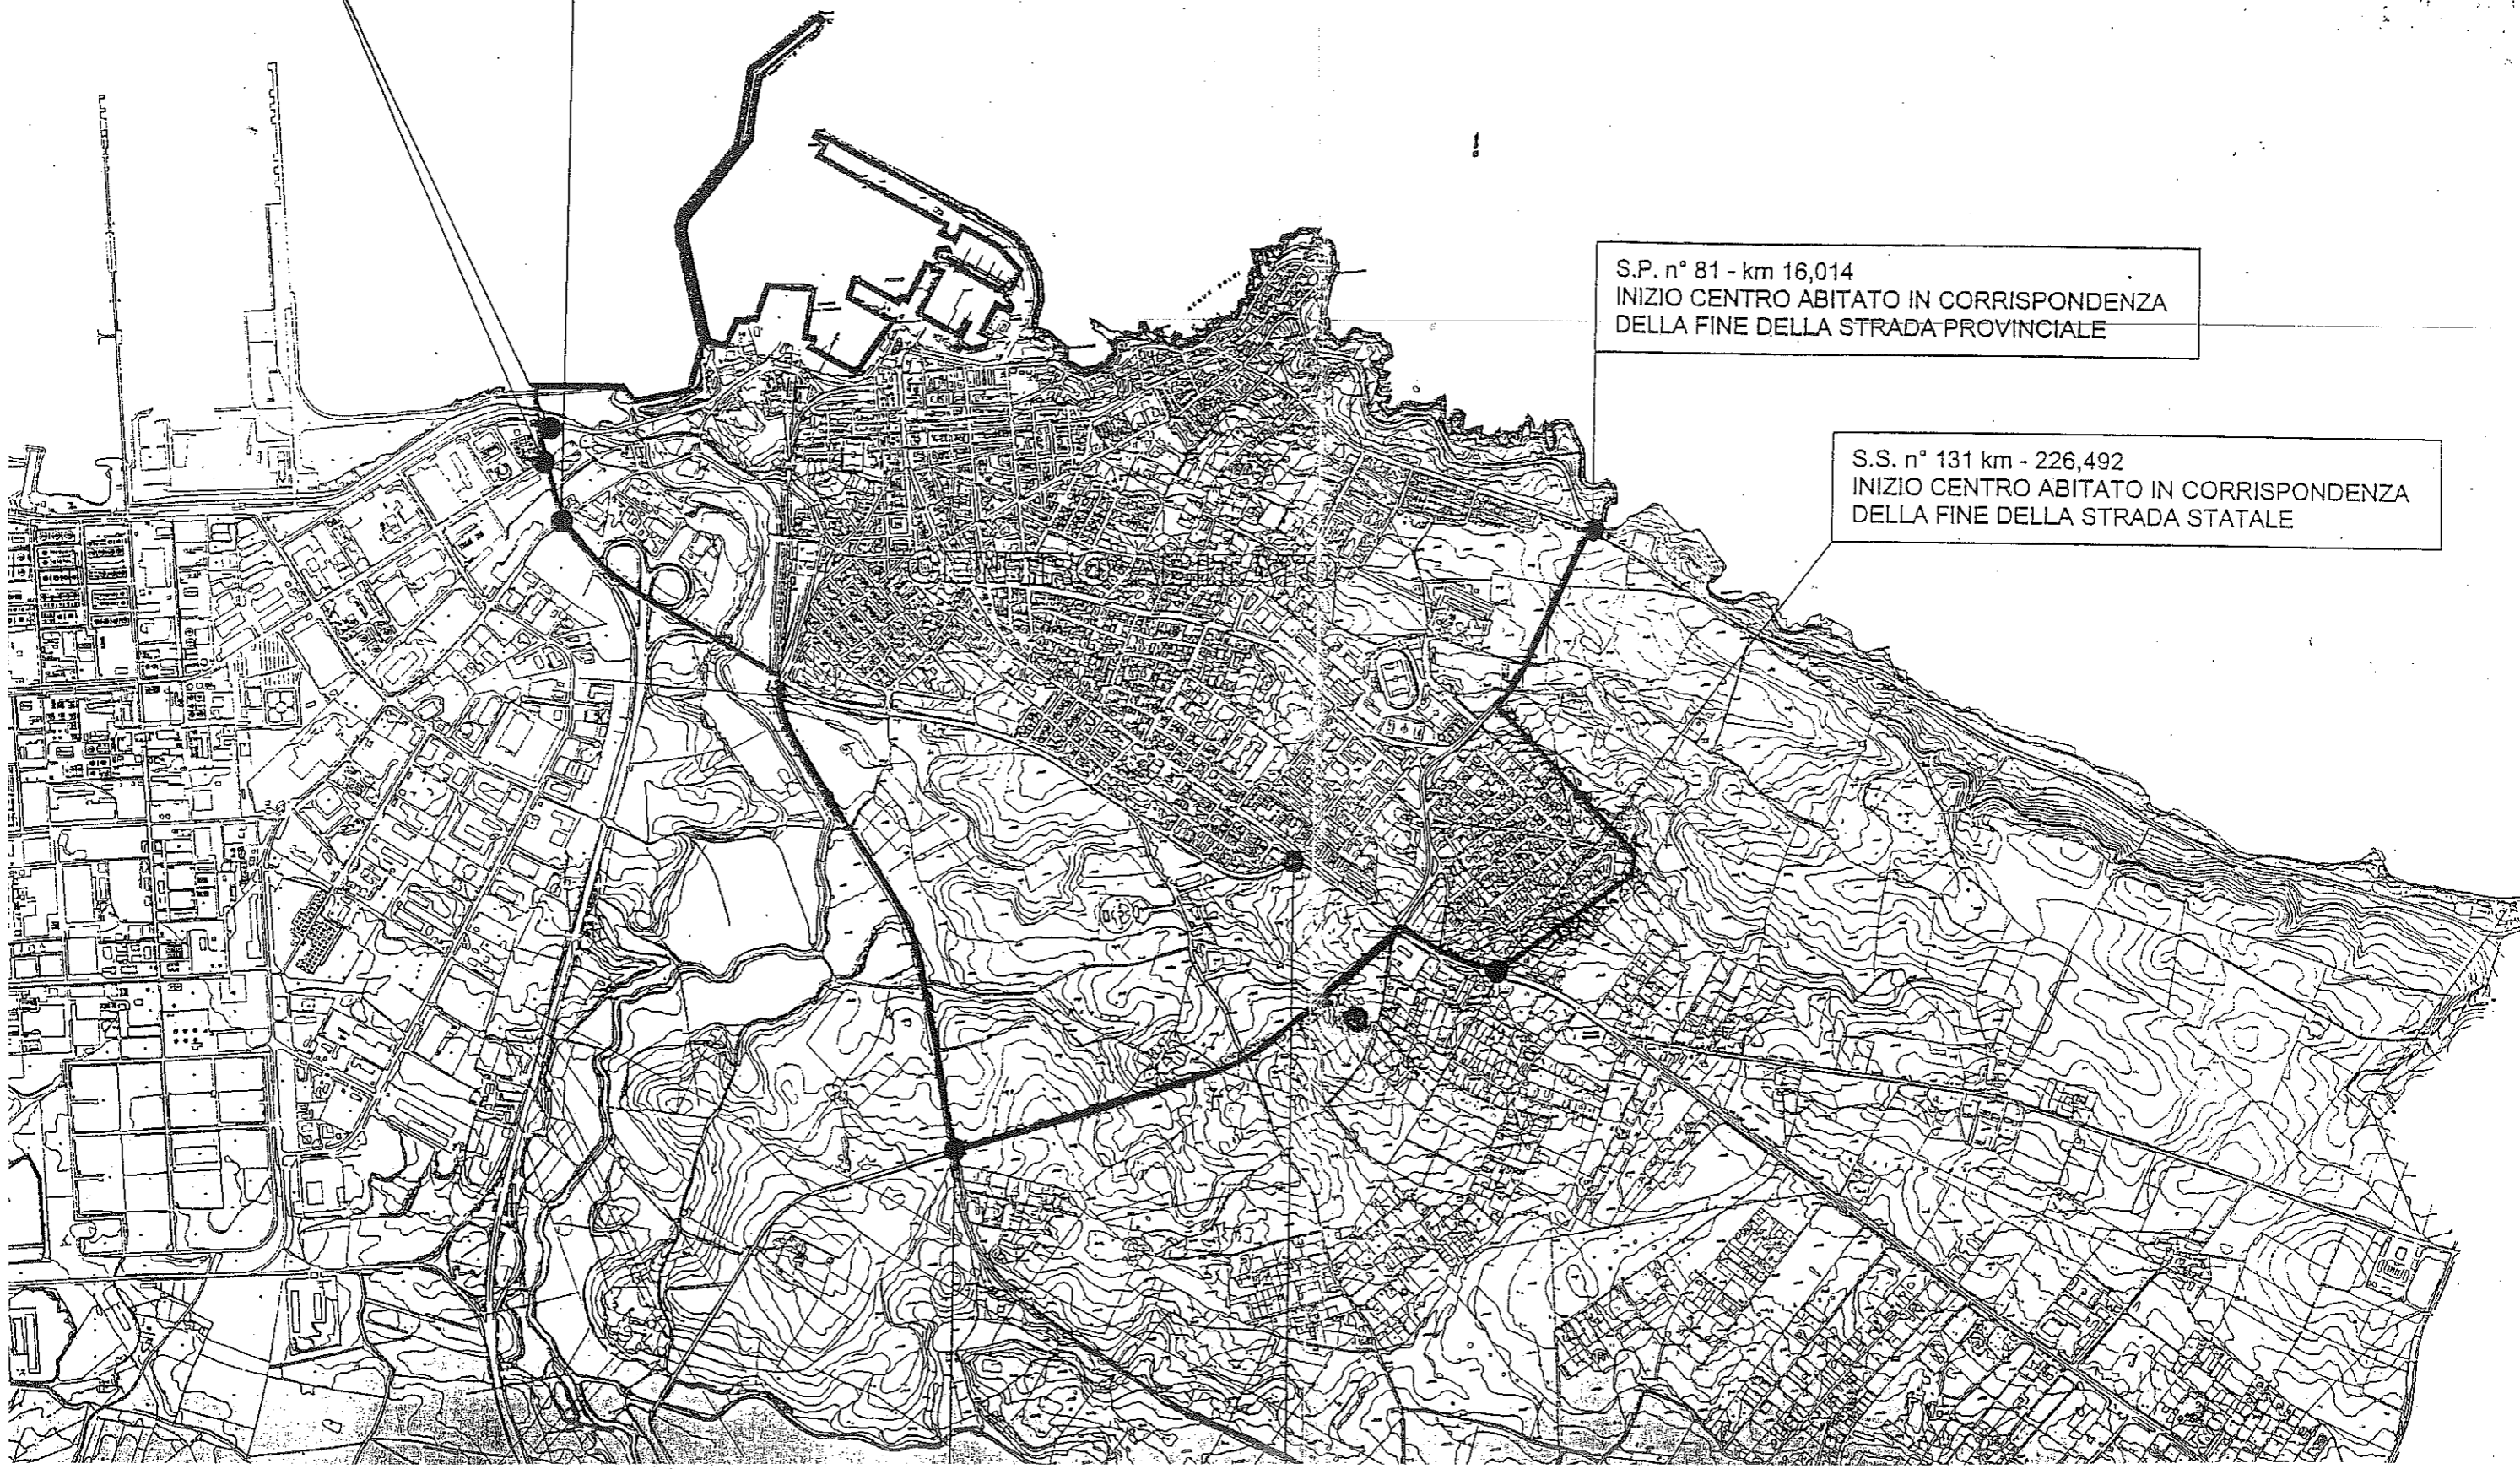 S.P. n° 81 - km 16,014
INIZIO CENTRO ABITATO IN CORRISPONDENZA
DELLA FINE DELLA STRADA PROVINCIALE
S.S. n° 131 km - 226,492
INIZIO CENTRO ABITATO IN CORRISPONDENZA
DELLA FINE DELLA STRADA STATALE